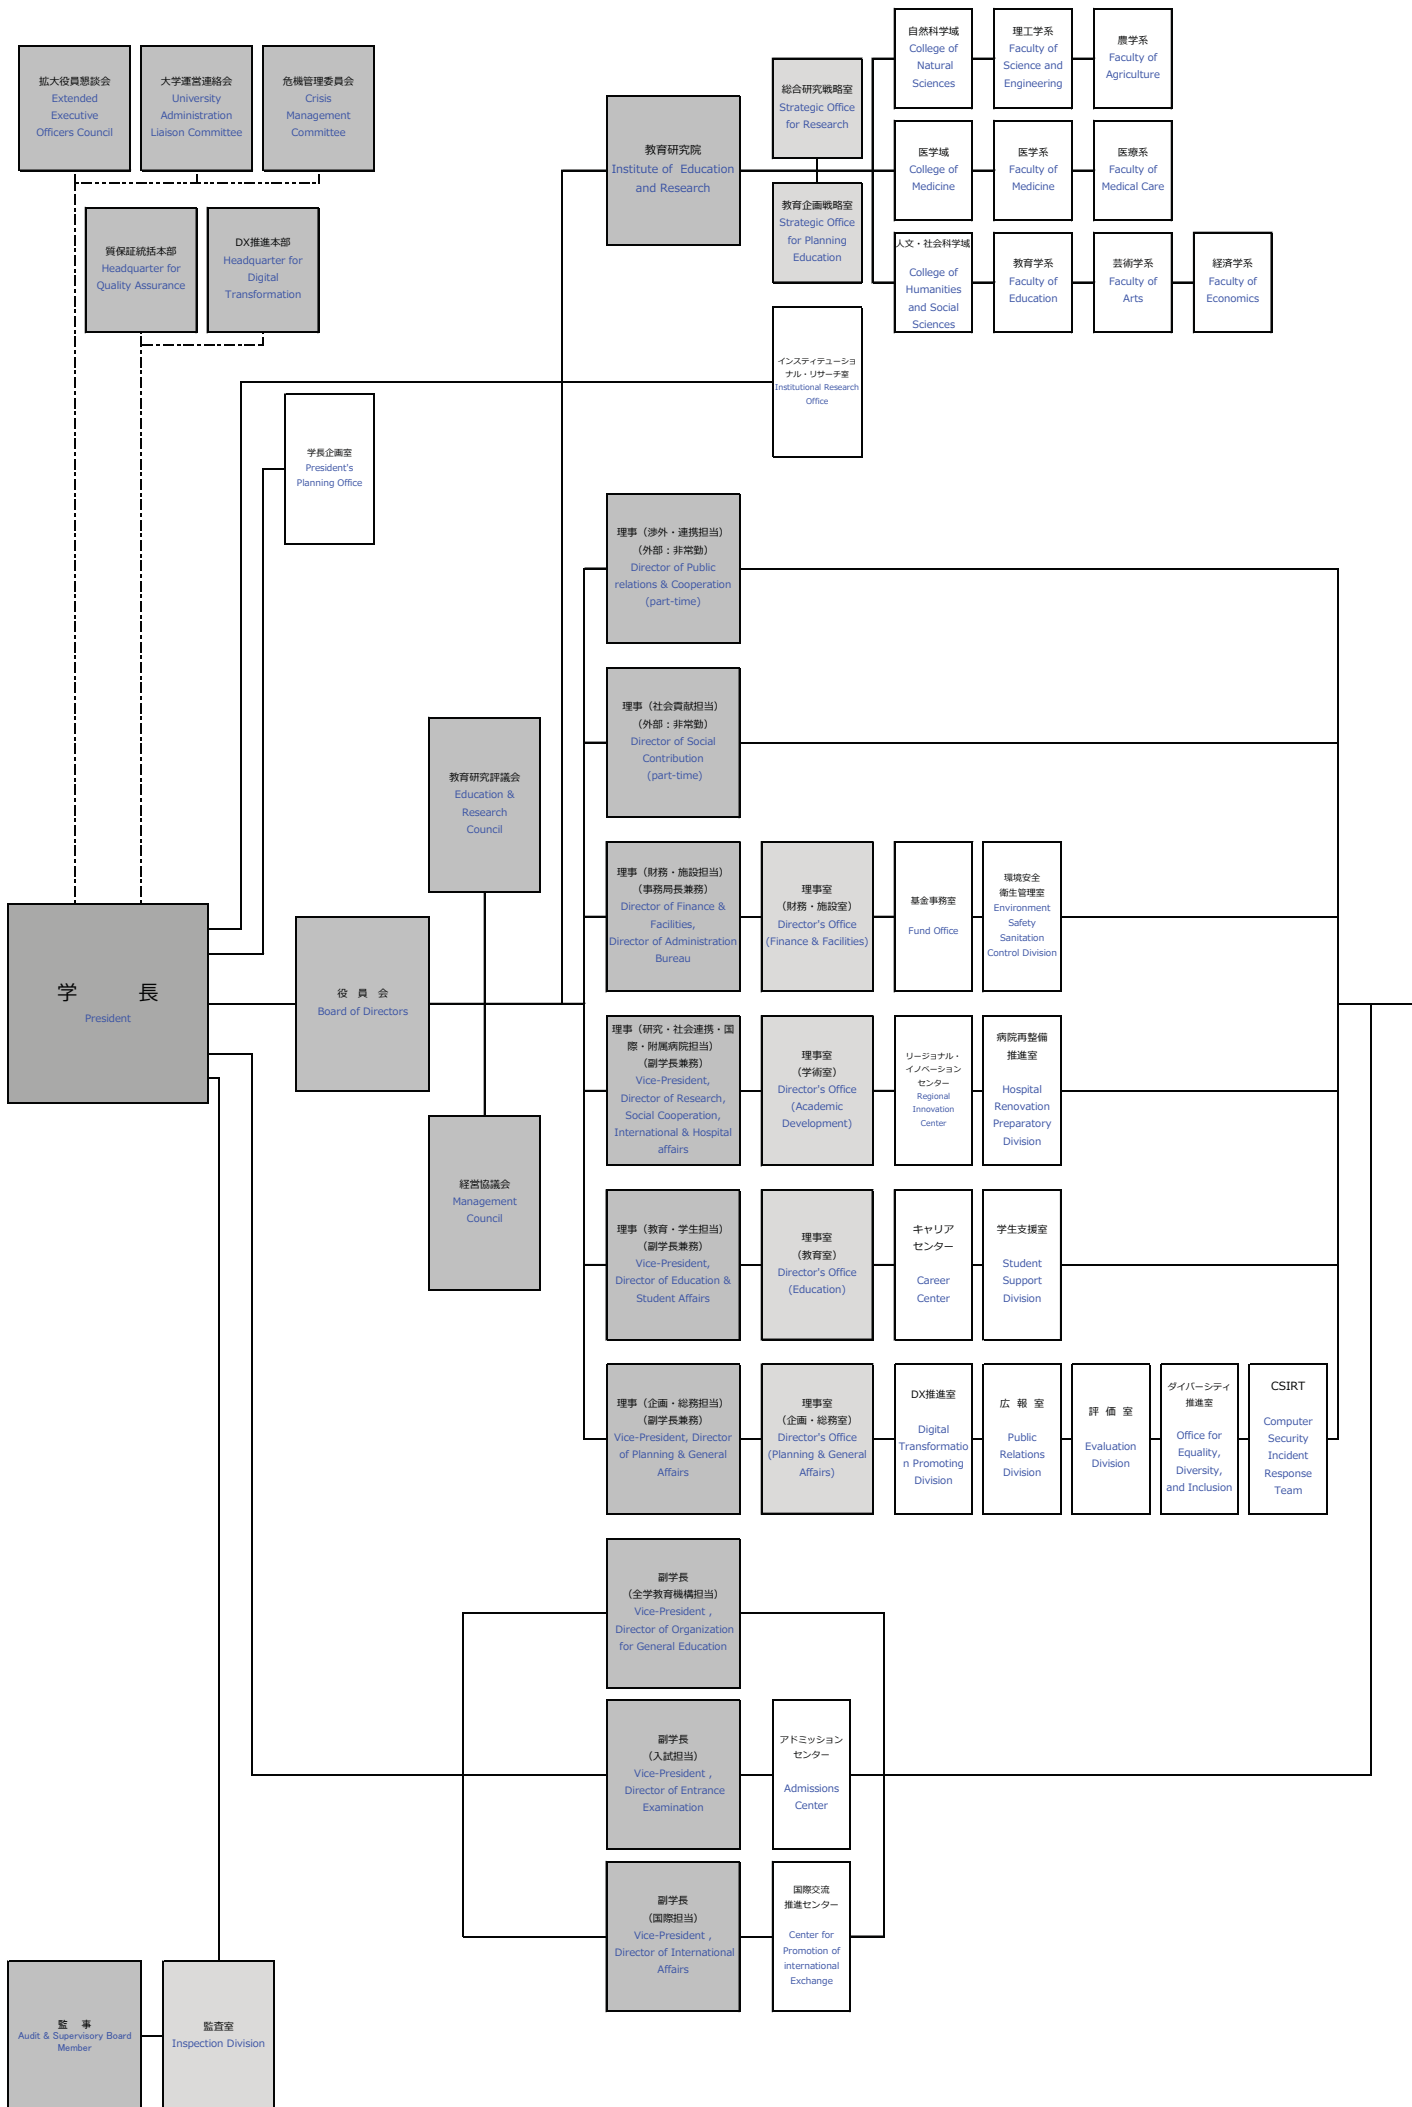 拡大役員懇談会
Extended
Executive
Officers Council
大学運営連絡会
University
Administration
Liaison Committee
危機管理委員会
Crisis
Management
Committee
質保証統括本部
Headquarter for
Quality Assurance
DX推進本部
Headquarter for
Digital
Transformation
教育研究院
Institute of Education
and Research
総合研究戦略室
Strategic Office
for Research
教育企画戦略室
Strategic Office
for Planning
Education
自然科学域
College of
Natural
Sciences
理工学系
Faculty of
Science and
Engineering
農学系
Faculty of
Agriculture
医学域
College of
Medicine
医学系
Faculty of
Medicine
医療系
Faculty of
Medical Care
人文・社会科学域
College of
Humanities
and Social
Sciences
教育学系
Faculty of
Education
芸術学系
Faculty of
Arts
経済学系
Faculty of
Economics
インスティテューショ
ナル・リサーチ室
Institutional Research
Office
学長企画室
President's
Planning Office
理事（渉外・連携担当）
（外部：非常勤）
Director of Public
relations & Cooperation
(part-time)
理事（社会貢献担当）
（外部：非常勤）
Director of Social
Contribution
(part-time)
教育研究評議会
Education &
Research
Council
理事（財務・施設担当）
（事務局長兼務）
Director of Finance &
Facilities,
Director of Administration
Bureau
理事室
（財務・施設室）
Director's Office
(Finance & Facilities)
基金事務室
Fund Office
環境安全
衛生管理室
Environment
Safety
Sanitation
Control Division
学 長
President
役 員 会
Board of Directors
理事（研究・社会連携・国
際・附属病院担当）
（副学長兼務）
Vice-President,
Director of Research,
Social Cooperation,
International & Hospital
affairs
理事室
（学術室）
Director's Office
(Academic
Development)
リージョナル・
イノベーション
センター
Regional
Innovation
Center
病院再整備
推進室
Hospital
Renovation
Preparatory
Division
経営協議会
Management
Council
理事（教育・学生担当）
（副学長兼務）
Vice-President,
Director of Education &
Student Affairs
理事室
（教育室）
Director's Office
(Education)
キャリア
センター
Career
Center
学生支援室
Student
Support
Division
理事（企画・総務担当）
（副学長兼務）
Vice-President, Director
of Planning & General
Affairs
理事室
（企画・総務室）
Director's Office
(Planning & General
Affairs)
DX推進室
Digital
Transformatio
n Promoting
Division
広 報 室
Public
Relations
Division
評 価 室
Evaluation
Division
ダイバーシティ
推進室
Office for
Equality,
Diversity,
and Inclusion
CSIRT
Computer
Security
Incident
Response
Team
副学長
（全学教育機構担当）
Vice-President ,
Director of Organization
for General Education
副学長
（入試担当）
Vice-President ,
Director of Entrance
Examination
アドミッション
センター
Admissions
Center
副学長
（国際担当）
Vice-President ,
Director of International
Affairs
国際交流
推進センター
Center for
Promotion of
international
Exchange
監 事
Audit & Supervisory Board
Member
監査室
Inspection Division